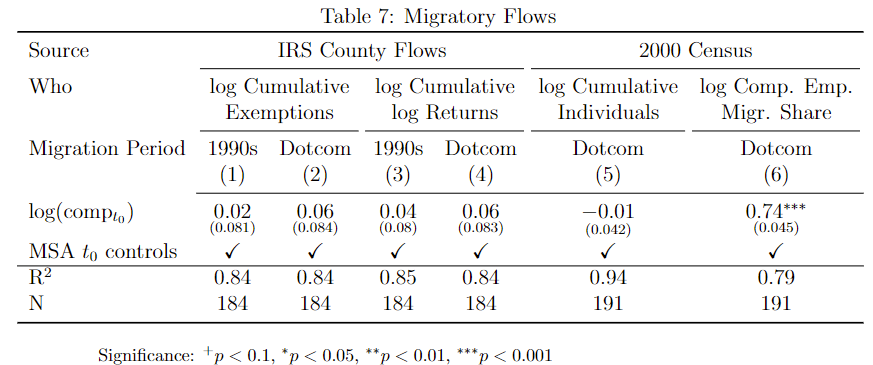 Table 7: Migratory Flows
Source IRS County Flows 2000 Census
Who log Cumulative log Cumulative log Cumulative log Comp. Emp.
Exemptions log Returns Individuals Migr. Share
Migration Period 1990s Dotcom 1990s Dotcom Dotcom Dotcom
(1) (2) (3) (4) (5) (6)
log(comp_{t_0}) 0.02 0.06 0.04 0.06 −0.01 0.74***
(0.081) (0.084) (0.08) (0.083) (0.042) (0.045)
MSA t_0 controls ✓ ✓ ✓ ✓ ✓ ✓
R² 0.84 0.84 0.85 0.84 0.94 0.79
N 184 184 184 184 191 191
Significance: ⁺p < 0.1, *p < 0.05, **p < 0.01, ***p < 0.001